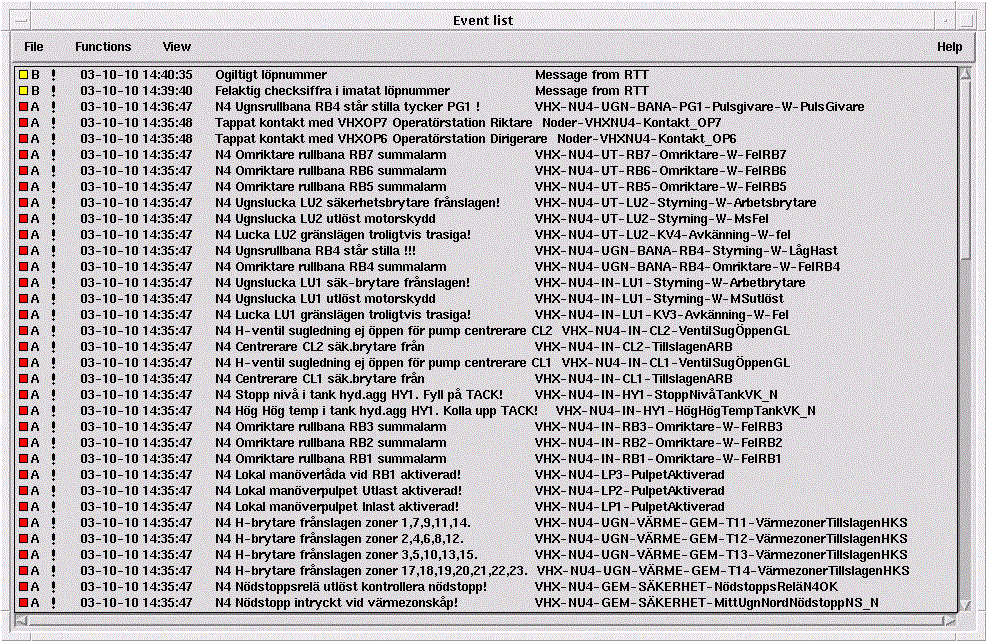 Event list
File Functions View Help
B ! 03-10-10 14:40:35 Ogiltigt löpnummer Message from RTT
B ! 03-10-10 14:39:40 Felaktig checksiffra i imatat löpnummer Message from RTT
A ! 03-10-10 14:36:47 N4 Ugnsrullbana RB4 står stilla tycker PG1 ! VHX-NU4-UGN-BANA-PG1-Pulsgivare-W-PulsGivare
A ! 03-10-10 14:35:48 Tappat kontakt med VHXOP7 Operatörstation Riktare Noder-VHXNU4-Kontakt_OP7
A ! 03-10-10 14:35:48 Tappat kontakt med VHXOP6 Operatörstation Dirigerare Noder-VHXNU4-Kontakt_OP6
A ! 03-10-10 14:35:47 N4 Omriktare rullbana RB7 summalarm VHX-NU4-UT-RB7-Omriktare-W-FelRB7
A ! 03-10-10 14:35:47 N4 Omriktare rullbana RB6 summalarm VHX-NU4-UT-RB6-Omriktare-W-FelRB6
A ! 03-10-10 14:35:47 N4 Omriktare rullbana RB5 summalarm VHX-NU4-UT-RB5-Omriktare-W-FelRB5
A ! 03-10-10 14:35:47 N4 Ugnslucka LU2 säkerhetsbrytare frånslagen! VHX-NU4-UT-LU2-Styrning-W-Arbetsbrytare
A ! 03-10-10 14:35:47 N4 Ugnslucka LU2 utlöst motorskydd VHX-NU4-UT-LU2-Styrning-W-MsFel
A ! 03-10-10 14:35:47 N4 Lucka LU2 gränslägen troligtvis trasiga! VHX-NU4-UT-LU2-KV4-Avkänning-W-fel
A ! 03-10-10 14:35:47 N4 Ugnsrullbana RB4 står stilla !!! VHX-NU4-UGN-BANA-RB4-Styrning-W-LågHast
A ! 03-10-10 14:35:47 N4 Omriktare rullbana RB4 summalarm VHX-NU4-UGN-BANA-RB4-Omriktare-W-FelRB4
A ! 03-10-10 14:35:47 N4 Ugnslucka LU1 säk-brytare frånslagen! VHX-NU4-IN-LU1-Styrning-W-Arbetbrytare
A ! 03-10-10 14:35:47 N4 Ugnslucka LU1 utlöst motorskydd VHX-NU4-IN-LU1-Styrning-W-MSutlöst
A ! 03-10-10 14:35:47 N4 Lucka LU1 gränslägen troligtvis trasiga! VHX-NU4-IN-LU1-KV3-Avkänning-W-Fel
A ! 03-10-10 14:35:47 N4 H-ventil sugledning ej öppen för pump centrerare CL2 VHX-NU4-IN-CL2-VentilSugÖppenGL
A ! 03-10-10 14:35:47 N4 Centrerare CL2 säk.brytare från VHX-NU4-IN-CL2-TillslagenARB
A ! 03-10-10 14:35:47 N4 H-ventil sugledning ej öppen för pump centrerare CL1 VHX-NU4-IN-CL1-VentilSugÖppenGL
A ! 03-10-10 14:35:47 N4 Centrerare CL1 säk.brytare från VHX-NU4-IN-CL1-TillslagenARB
A ! 03-10-10 14:35:47 N4 Stopp nivå i tank hyd.agg HY1. Fyll på TACK! VHX-NU4-IN-HY1-StoppNivåTankVK_N
A ! 03-10-10 14:35:47 N4 Hög Hög temp i tank hyd.agg HY1. Kolla upp TACK! VHX-NU4-IN-HY1-HögHögTempTankVK_N
A ! 03-10-10 14:35:47 N4 Omriktare rullbana RB3 summalarm VHX-NU4-IN-RB3-Omriktare-W-FelRB3
A ! 03-10-10 14:35:47 N4 Omriktare rullbana RB2 summalarm VHX-NU4-IN-RB2-Omriktare-W-FelRB2
A ! 03-10-10 14:35:47 N4 Omriktare rullbana RB1 summalarm VHX-NU4-IN-RB1-Omriktare-W-FelRB1
A ! 03-10-10 14:35:47 N4 Lokal manöverlåda vid RB1 aktiverad! VHX-NU4-LP3-PulpetAktiverad
A ! 03-10-10 14:35:47 N4 Lokal manöverpulpet Utlast aktiverad! VHX-NU4-LP2-PulpetAktiverad
A ! 03-10-10 14:35:47 N4 Lokal manöverpulpet Inlast aktiverad! VHX-NU4-LP1-PulpetAktiverad
A ! 03-10-10 14:35:47 N4 H-brytare frånslagen zoner 1,7,9,11,14. VHX-NU4-UGN-VÄRME-GEM-T11-VärmezonerTillslagenHKS
A ! 03-10-10 14:35:47 N4 H-brytare frånslagen zoner 2,4,6,8,12. VHX-NU4-UGN-VÄRME-GEM-T12-VärmezonerTillslagenHKS
A ! 03-10-10 14:35:47 N4 H-brytare frånslagen zoner 3,5,10,13,15. VHX-NU4-UGN-VÄRME-GEM-T13-VärmezonerTillslagenHKS
A ! 03-10-10 14:35:47 N4 H-brytare frånslagen zoner 17,18,19,20,21,22,23. VHX-NU4-UGN-VÄRME-GEM-T14-VärmezonerTillslagenHKS
A ! 03-10-10 14:35:47 N4 Nödstoppsrelä utlöst kontrollera nödstopp! VHX-NU4-GEM-SÄKERHET-NödstoppsReläN4OK
A ! 03-10-10 14:35:47 N4 Nödstopp intryckt vid värmezonskåp! VHX-NU4-GEM-SÄKERHET-MittUgnNordNödstoppNS_N